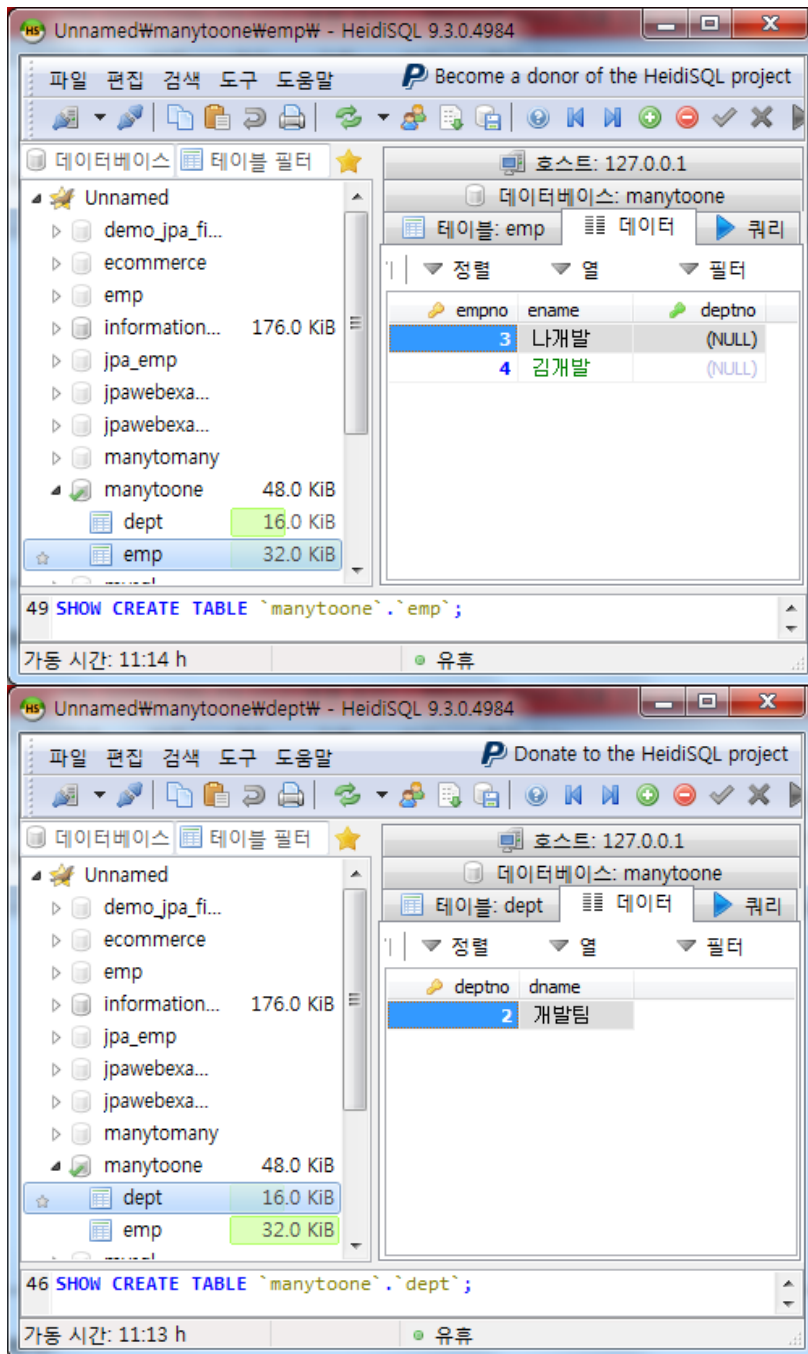 Unnamed₩manytoone₩emp₩ - HeidiSQL 9.3.0.4984
파일 편집 검색 도구 도움말 Become a donor of the HeidiSQL project
데이터베이스 테이블 필터
호스트: 127.0.0.1
데이터베이스: manytoone
테이블: emp 데이터 쿼리
정렬 열 필터
empno ename deptno
3 나개발 (NULL)
4 김개발 (NULL)
Unnamed
demo_jpa_fi...
ecommerce
emp
information... 176.0 KiB
jpa_emp
jpawebexa...
jpawebexa...
manytomany
manytoone 48.0 KiB
dept 16.0 KiB
emp 32.0 KiB
49 SHOW CREATE TABLE `manytoone`.`emp`;
가동 시간: 11:14 h 유휴
Unnamed₩manytoone₩dept₩ - HeidiSQL 9.3.0.4984
파일 편집 검색 도구 도움말 Donate to the HeidiSQL project
데이터베이스 테이블 필터
호스트: 127.0.0.1
데이터베이스: manytoone
테이블: dept 데이터 쿼리
정렬 열 필터
deptno dname
2 개발팀
Unnamed
demo_jpa_fi...
ecommerce
emp
information... 176.0 KiB
jpa_emp
jpawebexa...
jpawebexa...
manytomany
manytoone 48.0 KiB
dept 16.0 KiB
emp 32.0 KiB
46 SHOW CREATE TABLE `manytoone`.`dept`;
가동 시간: 11:13 h 유휴